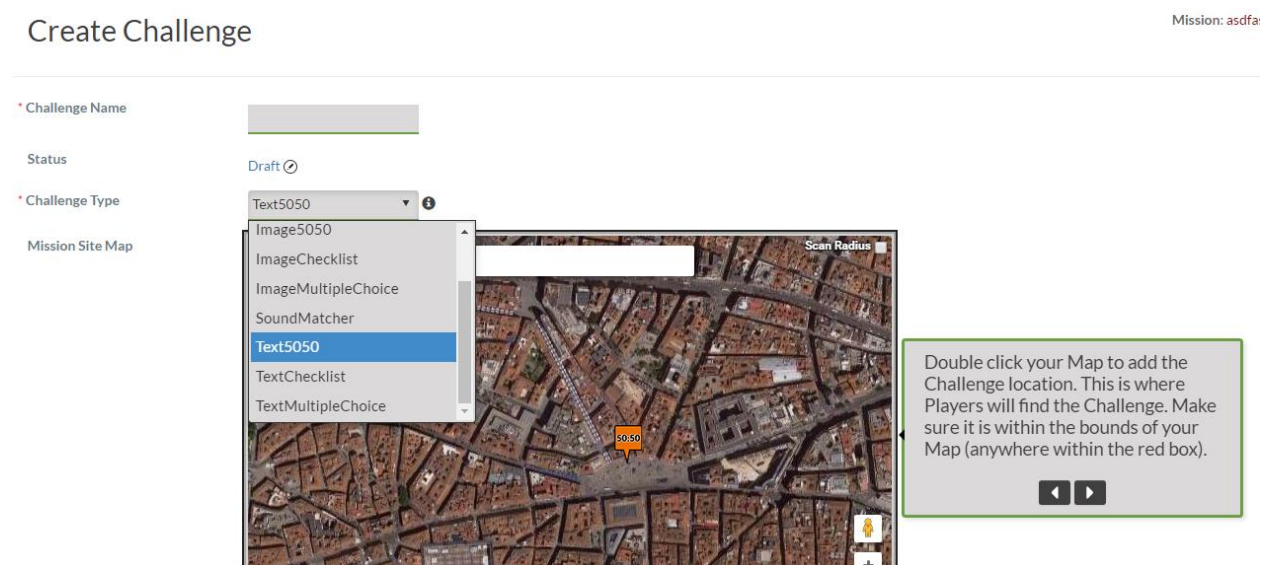 Create Challenge
Mission: asdfas
* Challenge Name
Status
Draft
* Challenge Type
Text5050
Mission Site Map
Image5050
ImageChecklist
ImageMultipleChoice
SoundMatcher
Text5050
TextChecklist
TextMultipleChoice
Scan Radius
50:50
Double click your Map to add the
Challenge location. This is where
Players will find the Challenge. Make
sure it is within the bounds of your
Map (anywhere within the red box).